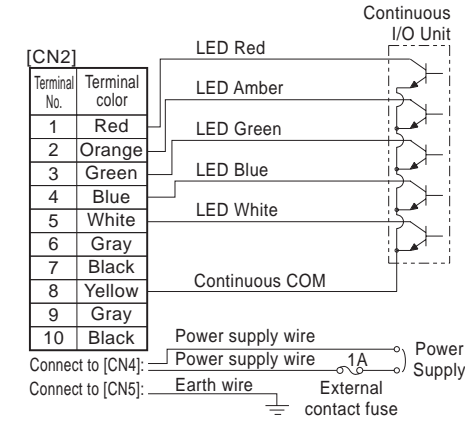 Continuous
I/O Unit
[CN2]
Terminal No. Terminal color
1 Red
2 Orange
3 Green
4 Blue
5 White
6 Gray
7 Black
8 Yellow
9 Gray
10 Black
LED Red
LED Amber
LED Green
LED Blue
LED White
Continuous COM
Connect to [CN4]:
Power supply wire
Power supply wire
1A
Power
Supply
Connect to [CN5]:
Earth wire
External
contact fuse